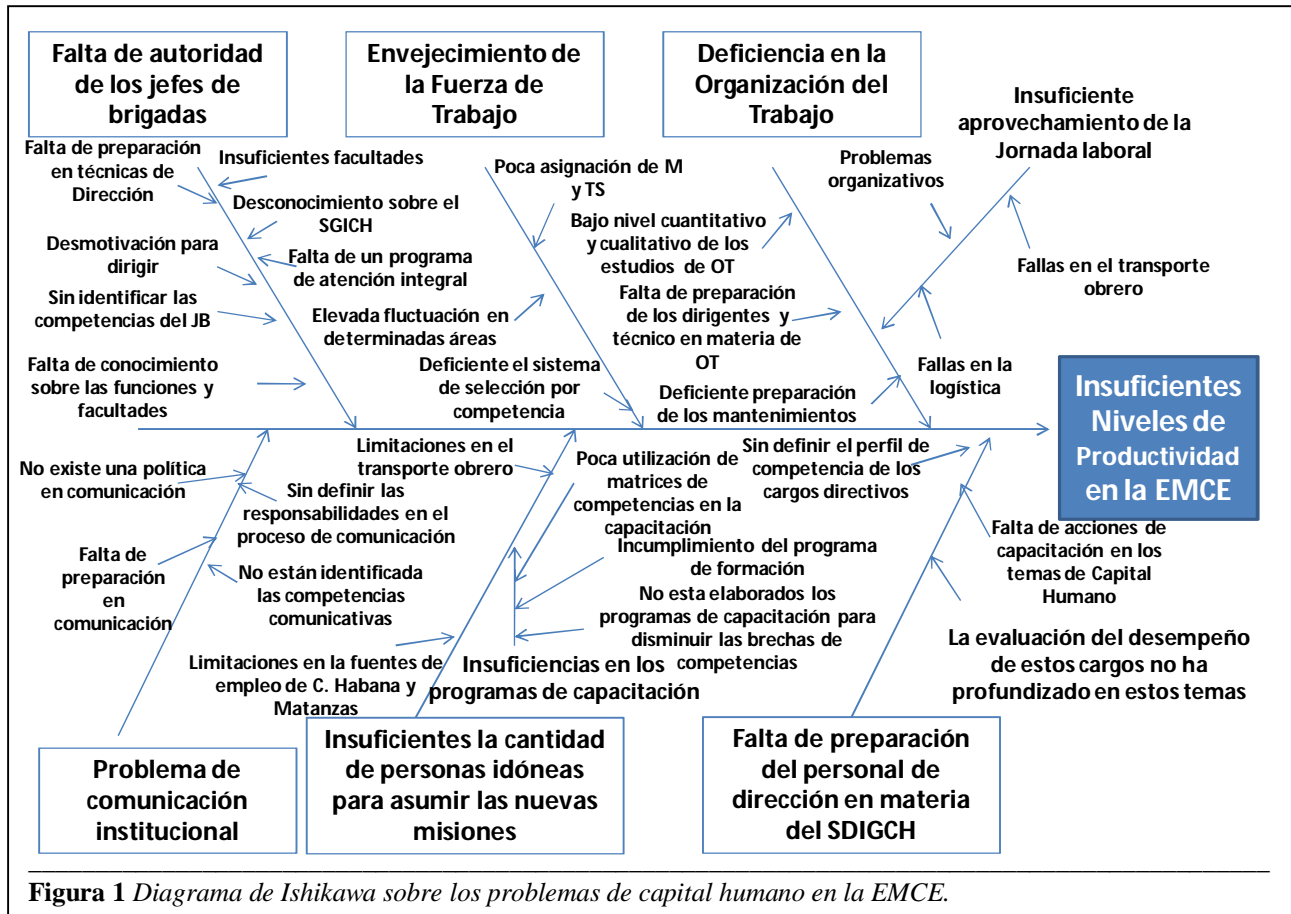 Falta de autoridad
de los jefes de
brigadas
Envejecimiento de
la Fuerza de
Trabajo
Deficiencia en la
Organización del
Trabajo
Insuficiente
aprovechamiento de la
Jornada laboral
Falta de preparación
en técnicas de
Dirección
Insuficientes facultades
Desconocimiento sobre el
SGICH
Desmotivación para
dirigir
Falta de un programa
de atención integral
Sin identificar las
competencias del JB
Falta de conocimiento
sobre las funciones y
facultades
Poca asignación de M
y TS
Elevada fluctuación en
determinadas áreas
Deficiente el sistema
de selección por
competencia
Bajo nivel cuantitativo
y cualitativo de los
estudios de OT
Falta de preparación
de los dirigentes y
técnico en materia de
OT
Deficiente preparación
de los mantenimientos
Problemas
organizativos
Fallas en el transporte
obrero
Fallas en la
logística
Insuficientes
Niveles de
Productividad
en la EMCE
No existe una política
en comunicación
Sin definir las
responsabilidades en el
proceso de comunicación
Falta de
preparación
en
comunicación
No están identificada
las competencias
comunicativas
Limitaciones en el
transporte obrero
Poca utilización de
matrices de
competencias en la
capacitación
Incumplimiento del programa
de formación
No esta elaborados los
programas de capacitación para
disminuir las brechas de
competencias
Limitaciones en la fuentes de
empleo de C. Habana y
Matanzas
Insuficiencias en los
programas de capacitación
Sin definir el perfil de
competencia de los
cargos directivos
Falta de acciones de
capacitación en los
temas de Capital
Humano
La evaluación del desempeño
de estos cargos no ha
profundizado en estos temas
Problema de
comunicación
institucional
Insuficientes la cantidad
de personas idóneas
para asumir las nuevas
misiones
Falta de preparación
del personal de
dirección en materia
del SDIGCH
Figura 1 Diagrama de Ishikawa sobre los problemas de capital humano en la EMCE.